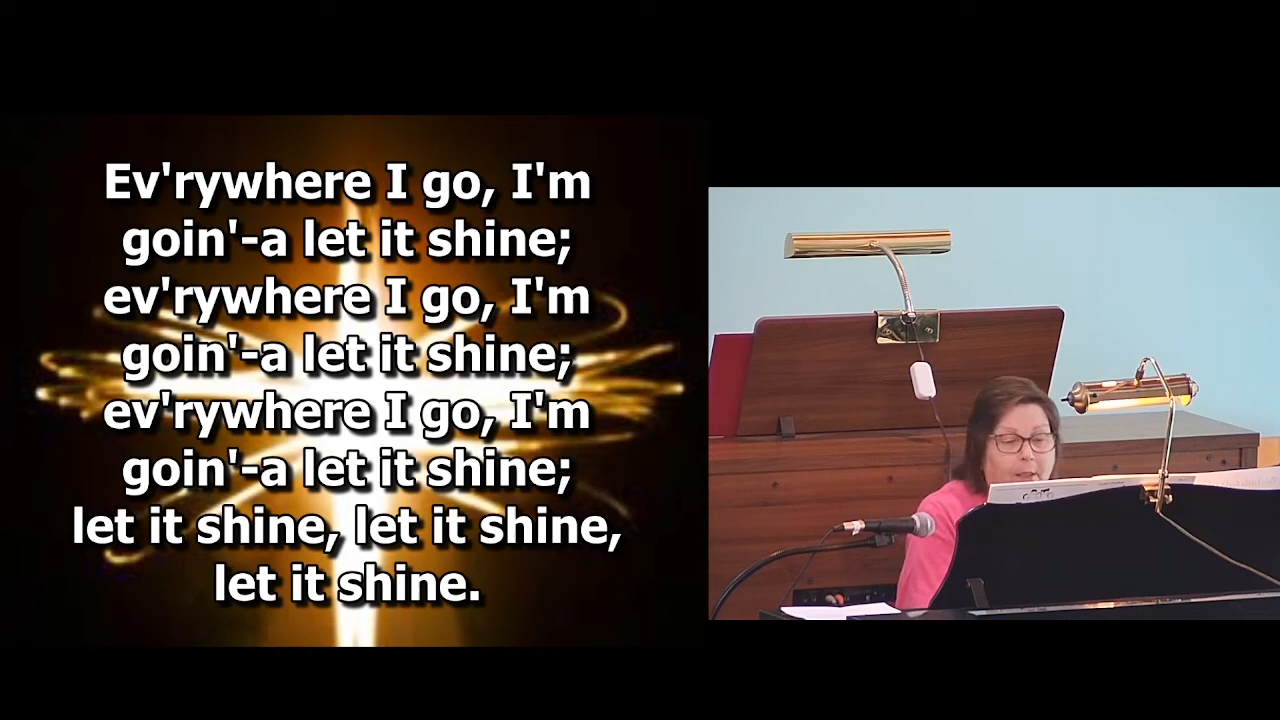 Ev'rywhere I go, I'm
goin'-a let it shine;
ev'rywhere I go, I'm
goin'-a let it shine;
ev'rywhere I go, I'm
goin'-a let it shine;
let it shine, let it shine,
let it shine.